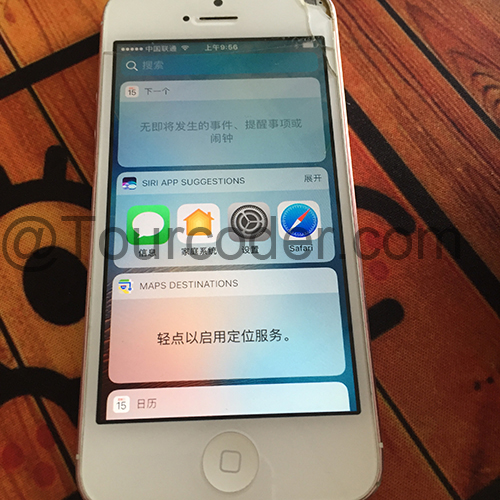 中国联通 上午9:56
搜索
15 下一个
无即将发生的事件、提醒事项或
闹钟
SIRI APP SUGGESTIONS 展开
信息 家庭系统 设置 Safari
@Tourcoder.com
MAPS DESTINATIONS
轻点以启用定位服务。
15 日历